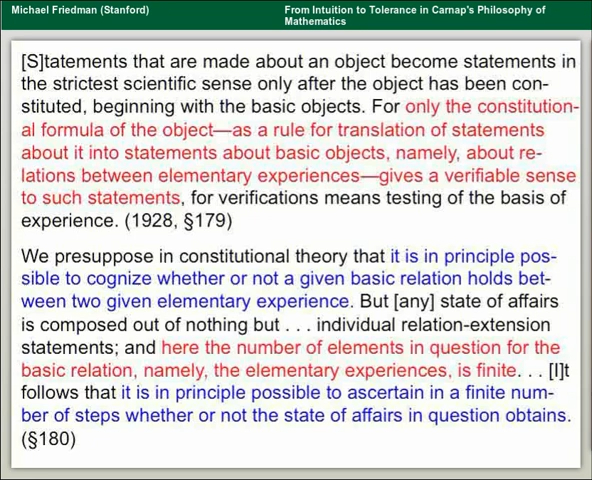 Michael Friedman (Stanford)
From Intuition to Tolerance in Carnap's Philosophy of
Mathematics
[S]tatements that are made about an object become statements in
the strictest scientific sense only after the object has been con-
stituted, beginning with the basic objects. For only the constitution-
al formula of the object—as a rule for translation of statements
about it into statements about basic objects, namely, about re-
lations between elementary experiences—gives a verifiable sense
to such statements, for verifications means testing of the basis of
experience. (1928, §179)
We presuppose in constitutional theory that it is in principle pos-
sible to cognize whether or not a given basic relation holds bet-
ween two given elementary experience. But [any] state of affairs
is composed out of nothing but . . . individual relation-extension
statements; and here the number of elements in question for the
basic relation, namely, the elementary experiences, is finite. . . [I]t
follows that it is in principle possible to ascertain in a finite num-
ber of steps whether or not the state of affairs in question obtains.
(§180)